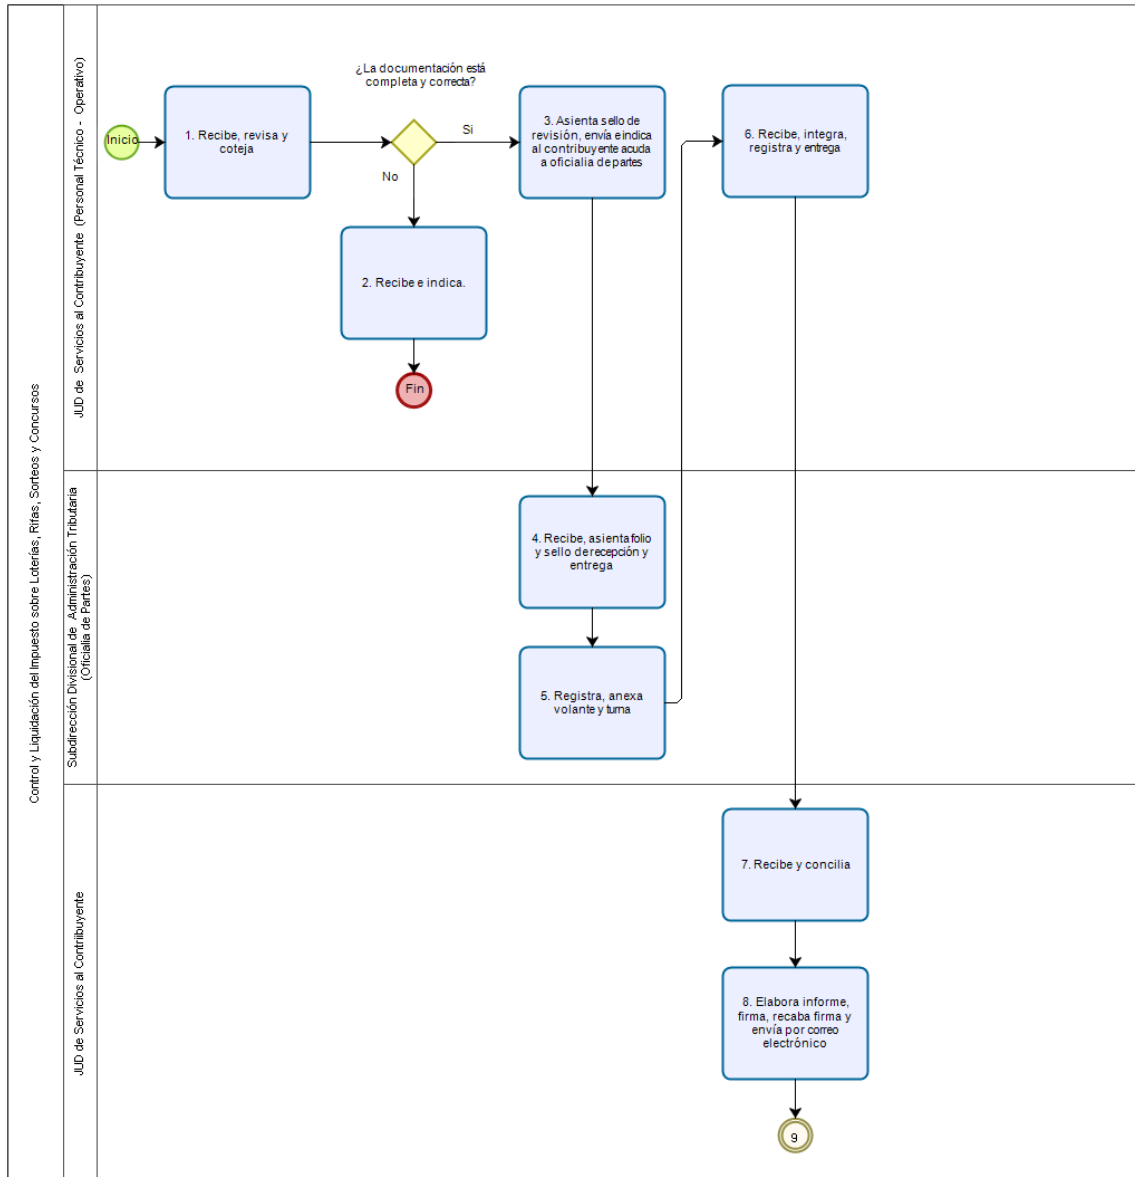 Control y Liquidación del Impuesto sobre Loterías, Rifas, Sorteos y Concursos
JUD de Servicios al Contribuyente (Personal Técnico - Operativo)
Inicio
1. Recibe, revisa y
coteja
¿La documentación está
completa y correcta?
Si
No
2. Recibe e indica.
Fin
3. Asienta sello de
revisión, envía e indica
al contribuyente acuda
a oficialia de partes
6. Recibe, integra,
registra y entrega
Subdirección Divisional de Administración Tributaria
(Oficialia de Partes)
4. Recibe, asienta folio
y sello de recepción y
entrega
5. Registra, anexa
volante y turna
JUD de Servicios al Contriibuyente
7. Recibe y concilia
8. Elabora informe,
firma, recaba firma y
envía por correo
electrónico
9